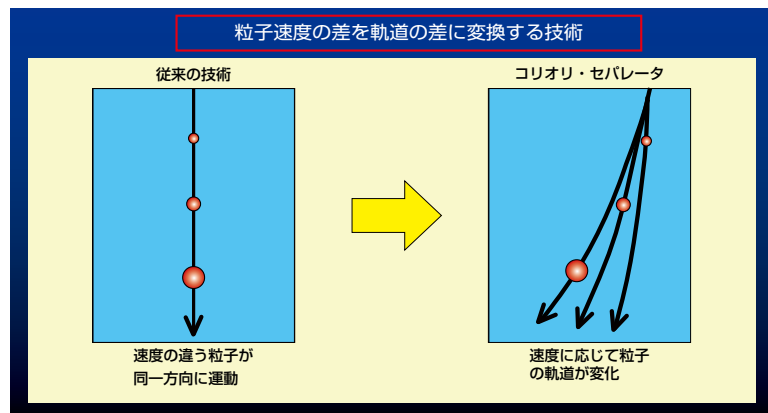 粒子速度の差を軌道の差に変換する技術
従来の技術
コリオリ・セパレータ
速度の違う粒子が
同一方向に運動
速度に応じて粒子
の軌道が変化